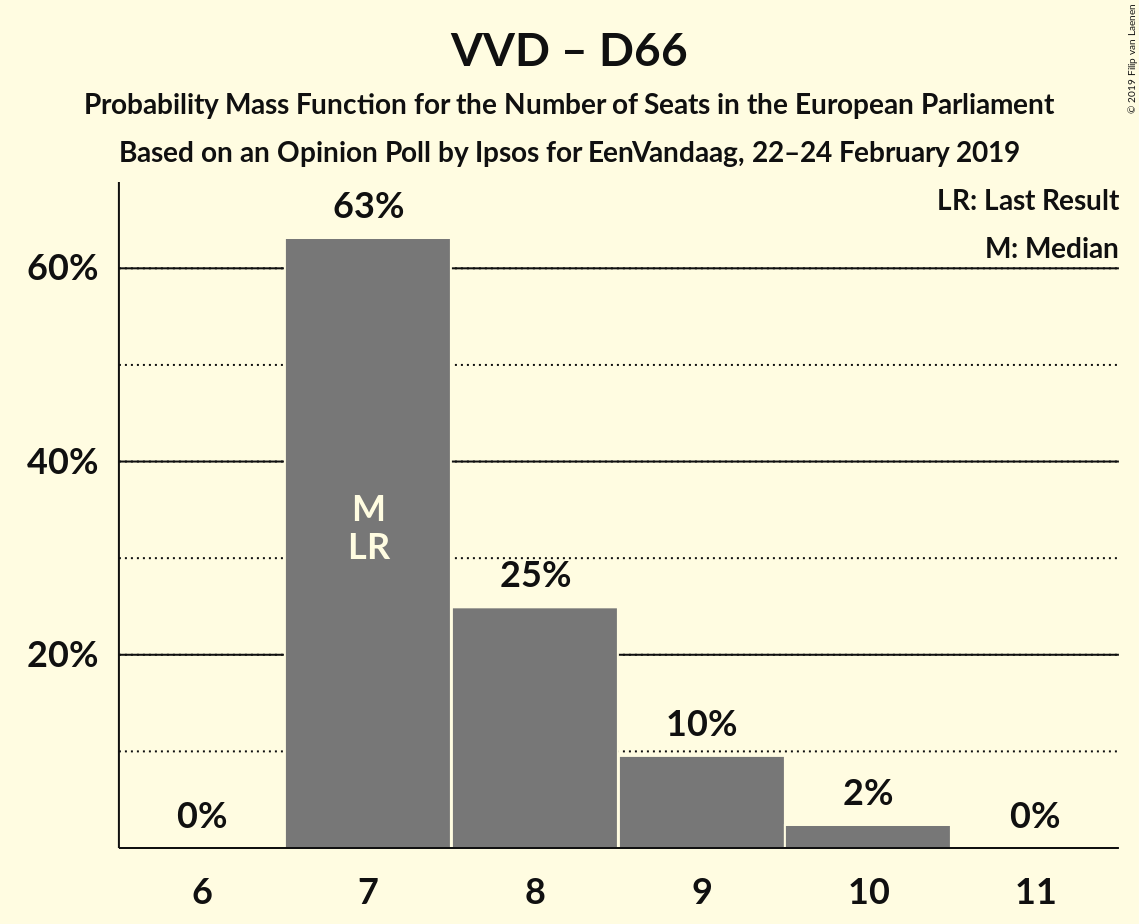 VVD – D66
Probability Mass Function for the Number of Seats in the European Parliament
Based on an Opinion Poll by Ipsos for EenVandaag, 22–24 February 2019
© 2019 Filip van Laenen
LR: Last Result
M: Median
63%
60%
40%
M
LR
25%
20%
10%
2%
0%
0%
6 7 8 9 10 11